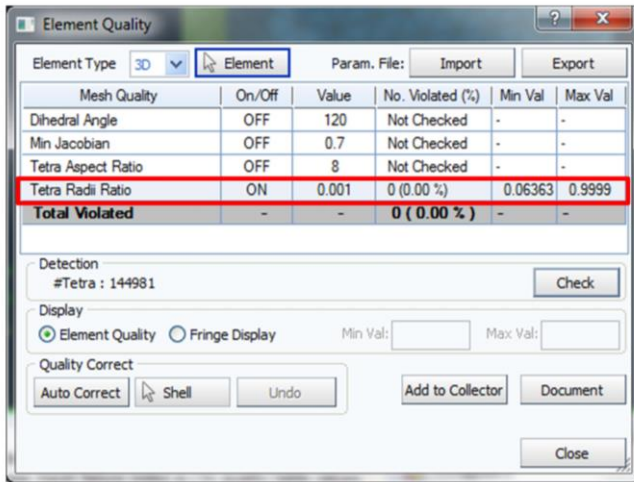 Element Quality
Element Type 3D Element Param. File: Import Export
Mesh Quality On/Off Value No. Violated (%) Min Val Max Val
Dihedral Angle OFF 120 Not Checked - -
Min Jacobian OFF 0.7 Not Checked - -
Tetra Aspect Ratio OFF 8 Not Checked - -
Tetra Radii Ratio ON 0.001 0 (0.00 %) 0.06363 0.9999
Total Violated - - 0 ( 0.00 % ) - -
Detection
#Tetra : 144981 Check
Display
Element Quality Fringe Display Min Val: Max Val:
Quality Correct
Auto Correct Shell Undo Add to Collector Document
Close